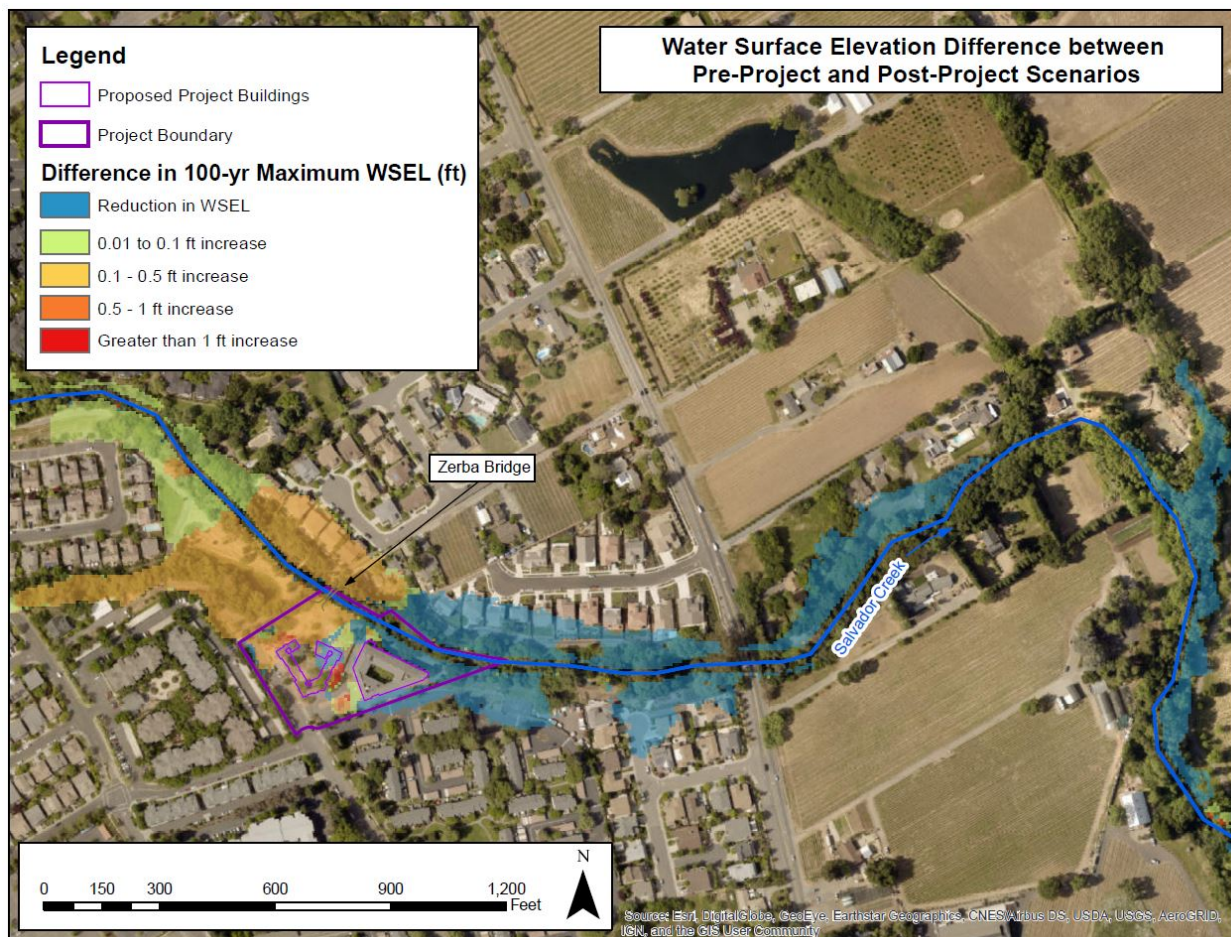 Legend
Proposed Project Buildings
Project Boundary
Difference in 100-yr Maximum WSEL (ft)
Reduction in WSEL
0.01 to 0.1 ft increase
0.1 - 0.5 ft increase
0.5 - 1 ft increase
Greater than 1 ft increase
Water Surface Elevation Difference between
Pre-Project and Post-Project Scenarios
Zerba Bridge
Salvador Creek
0 150 300 600 900 1,200
Feet
N
Source: Esri, DigitalGlobe, GeoEye, Earthstar Geographics, CNES/Airbus DS, USDA, USGS, AeroGRID,
IGN, and the GIS User Community